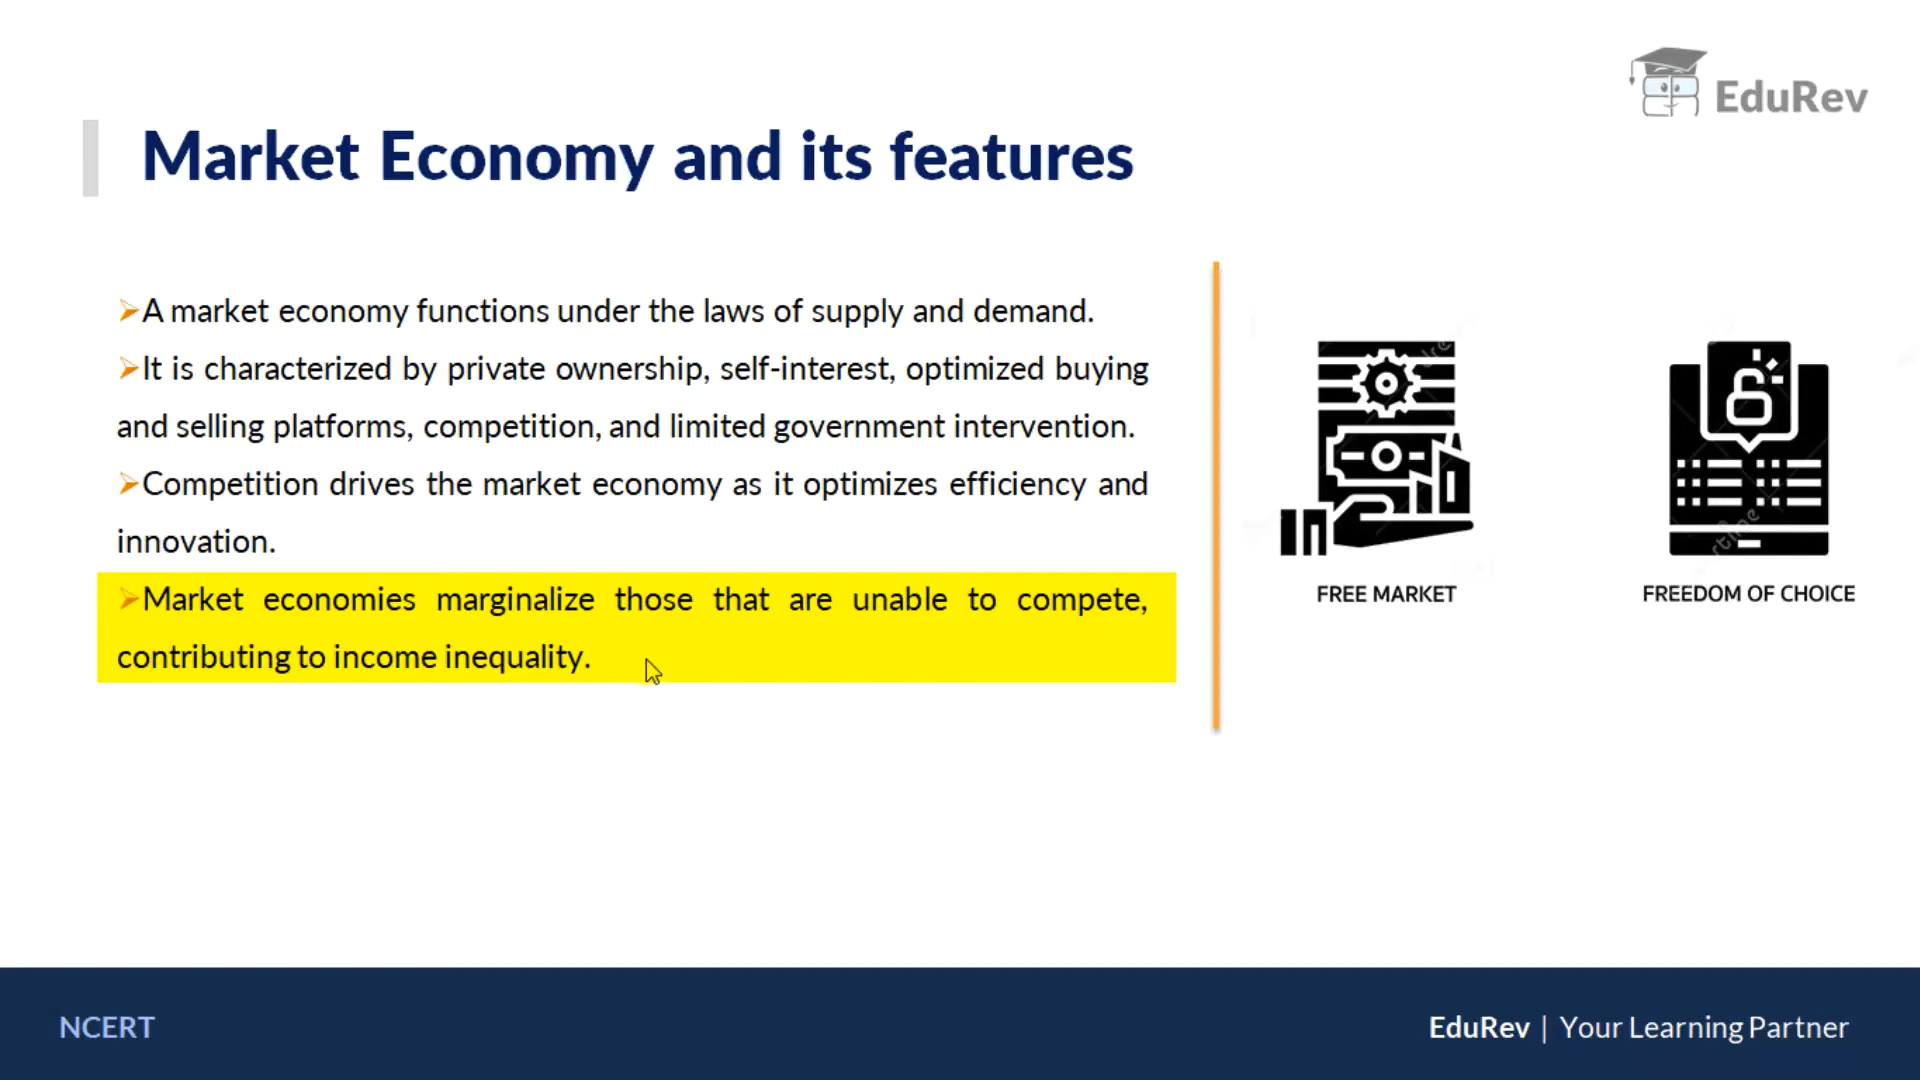 EduRev
Market Economy and its features
➢A market economy functions under the laws of supply and demand.
➢It is characterized by private ownership, self-interest, optimized buying
and selling platforms, competition, and limited government intervention.
➢Competition drives the market economy as it optimizes efficiency and
innovation.
➢Market economies marginalize those that are unable to compete,
contributing to income inequality.
FREE MARKET
FREEDOM OF CHOICE
NCERT
EduRev | Your Learning Partner